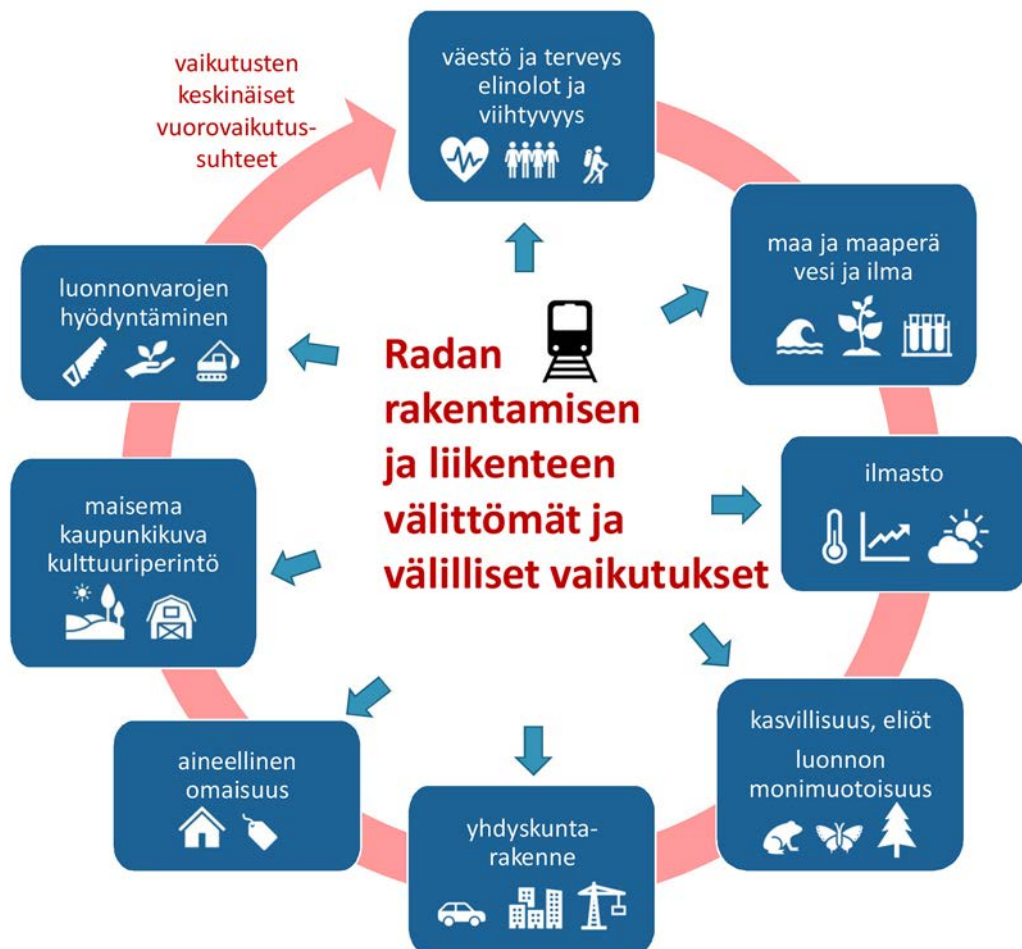 vaikutusten
keskinäiset
vuorovaikutus-
suhteet
väestö ja terveys
elinolot ja
viihtyvyys
maa ja maaperä
vesi ja ilma
ilmasto
kasvillisuus, eliöt
luonnon
monimuotoisuus
yhdyskunta-
rakenne
aineellinen
omaisuus
maisema
kaupunkikuva
kulttuuriperintö
luonnonvarojen
hyödyntäminen
Radan
rakentamisen
ja liikenteen
välittömät ja
välilliset vaikutukset